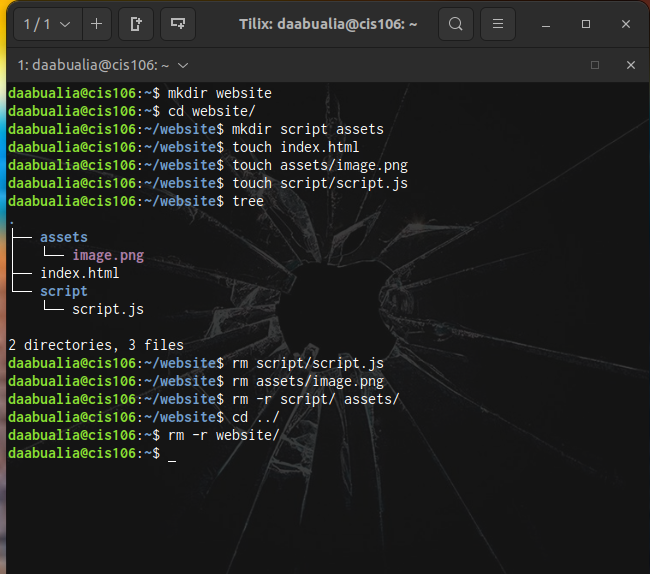 1 / 1
Tilix: daabualia@cis106: ~
1: daabualia@cis106: ~
daabualia@cis106:~$ mkdir website
daabualia@cis106:~$ cd website/
daabualia@cis106:~/website$ mkdir script assets
daabualia@cis106:~/website$ touch index.html
daabualia@cis106:~/website$ touch assets/image.png
daabualia@cis106:~/website$ touch script/script.js
daabualia@cis106:~/website$ tree
.
├── assets
│   └── image.png
├── index.html
└── script
    └── script.js
2 directories, 3 files
daabualia@cis106:~/website$ rm script/script.js
daabualia@cis106:~/website$ rm assets/image.png
daabualia@cis106:~/website$ rm -r script/ assets/
daabualia@cis106:~/website$ cd ../
daabualia@cis106:~$ rm -r website/
daabualia@cis106:~$ _